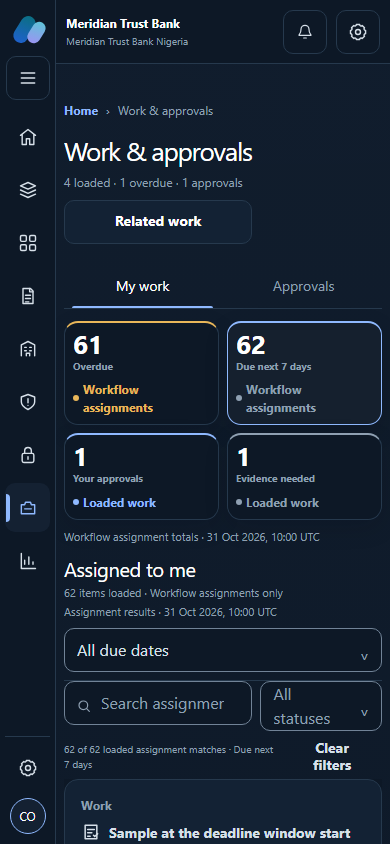 Meridian Trust Bank
Meridian Trust Bank Nigeria
Home › Work & approvals
Work & approvals
4 loaded · 1 overdue · 1 approvals
Related work
My work
Approvals
61
Overdue
Workflow
assignments
62
Due next 7 days
Workflow
assignments
1
Your approvals
Loaded work
1
Evidence needed
Loaded work
Workflow assignment totals · 31 Oct 2026, 10:00 UTC
Assigned to me
62 items loaded · Workflow assignments only
Assignment results · 31 Oct 2026, 10:00 UTC
All due dates
Search assignmer
All
statuses
62 of 62 loaded assignment matches · Due next
7 days
Clear
filters
Work
Sample at the deadline window start
CO